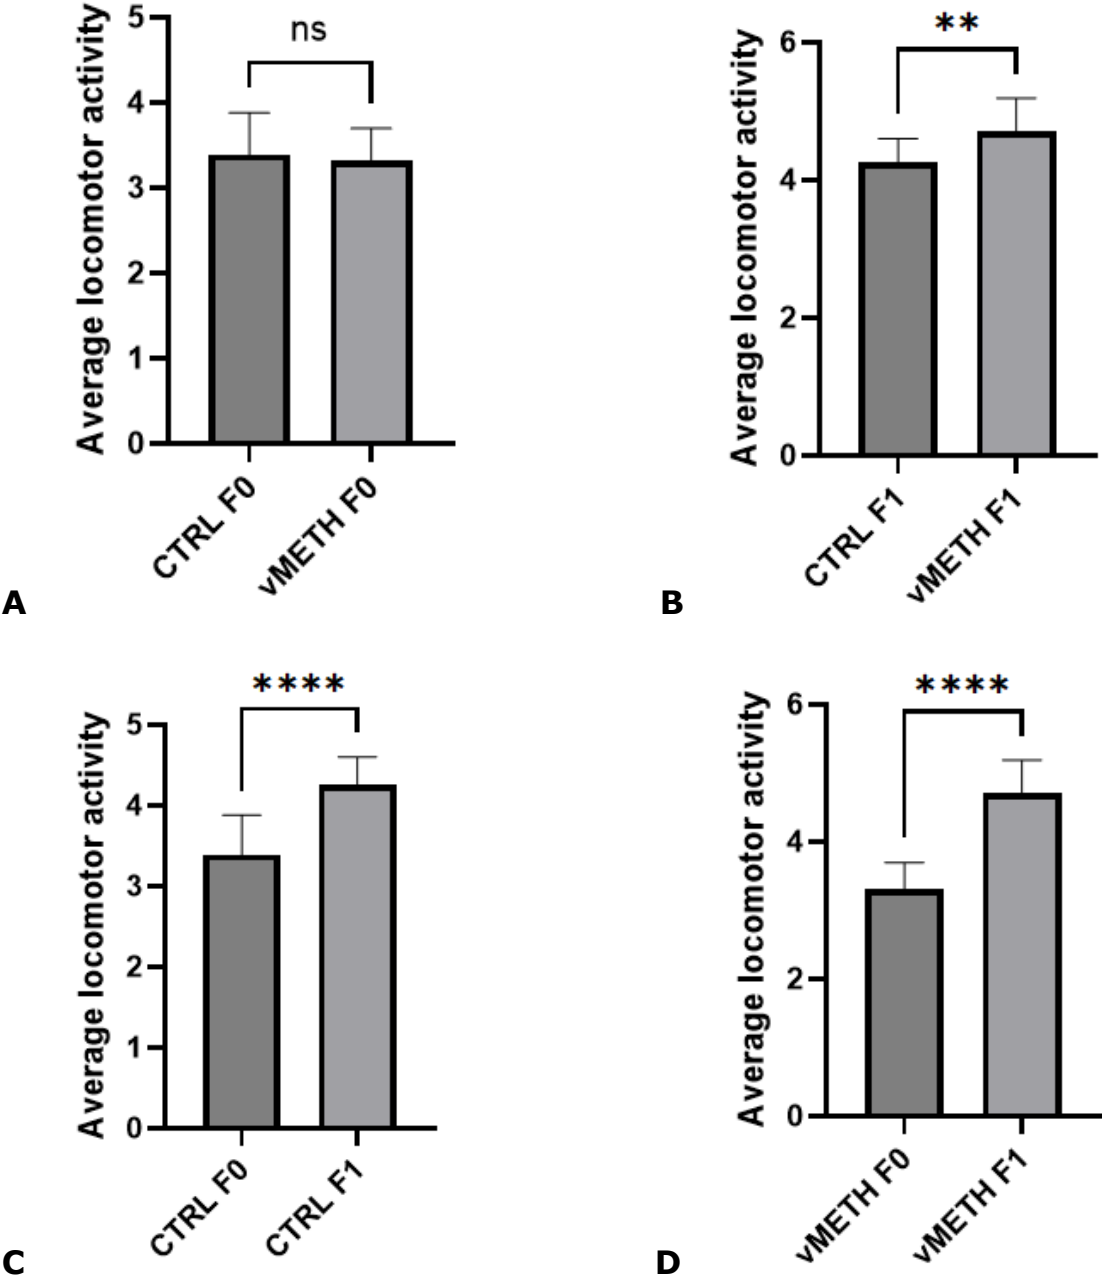 Average locomotor activity
5
4
3
2
1
0
ns
CTRL F0
vMETH F0
A
Average locomotor activity
6
4
2
0
**
CTRL F1
vMETH F1
B
Average locomotor activity
5
4
3
2
1
0
****
CTRL F0
CTRL F1
C
Average locomotor activity
6
4
2
0
****
vMETH F0
vMETH F1
D